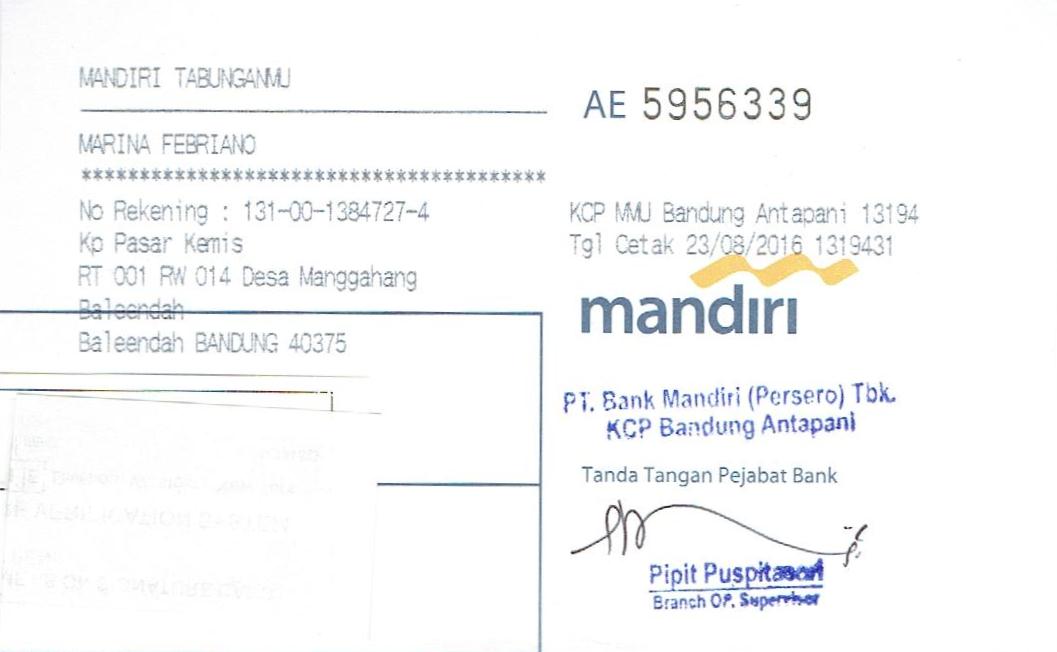 MANDIRI TABUNGANMU
AE 5956339
MARINA FEBRIANO
****************************************
No Rekening : 131-00-1384727-4
Kp Pasar Kemis
RT 001 RW 014 Desa Manggahang
Baleendah
Baleendah BANDUNG 40375
KCP MMU Bandung Antapani 13194
Tgl Cetak 23/08/2016 1319431
mandırı
PT. Bank Mandiri (Persero) Tbk.
KCP Bandung Antapani
Tanda Tangan Pejabat Bank
Pipit Puspitasari
Branch OP. Supervisor